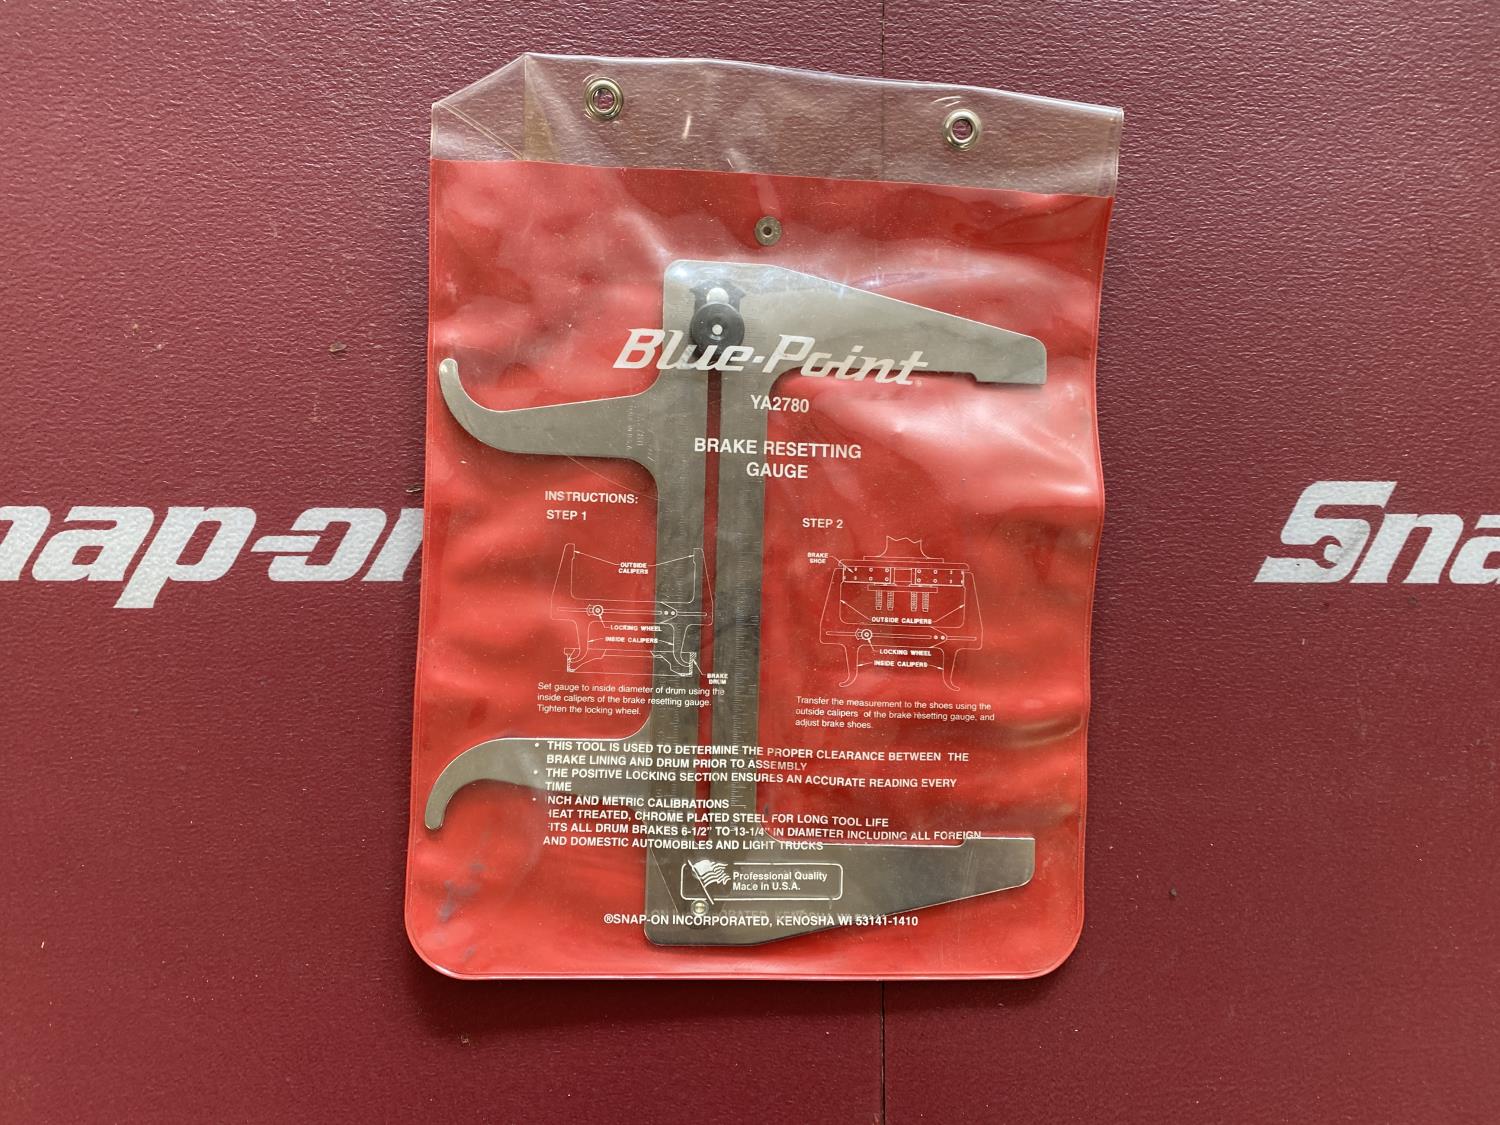 Snap-on
Sna
Blue-Point®
YA2780
BRAKE RESETTING
GAUGE
INSTRUCTIONS:
STEP 1
OUTSIDE
CALIPERS
LOCKING WHEEL
INSIDE CALIPERS
BRAKE
DRUM
Set gauge to inside diameter of drum using the
inside calipers of the brake resetting gauge.
Tighten the locking wheel.
STEP 2
BRAKE
SHOE
OUTSIDE CALIPERS
LOCKING WHEEL
INSIDE CALIPERS
Transfer the measurement to the shoes using the
outside calipers of the brake resetting gauge, and
adjust brake shoes.
• THIS TOOL IS USED TO DETERMINE THE PROPER CLEARANCE BETWEEN THE
BRAKE LINING AND DRUM PRIOR TO ASSEMBLY
• THE POSITIVE LOCKING SECTION ENSURES AN ACCURATE READING EVERY
TIME
• NCH AND METRIC CALIBRATIONS
HEAT TREATED, CHROME PLATED STEEL FOR LONG TOOL LIFE
ITS ALL DRUM BRAKES 6-1/2" TO 13-1/4" IN DIAMETER INCLUDING ALL FOREIGN
AND DOMESTIC AUTOMOBILES AND LIGHT TRUCKS
Professional Quality
Made in U.S.A.
®SNAP-ON INCORPORATED, KENOSHA WI 53141-1410